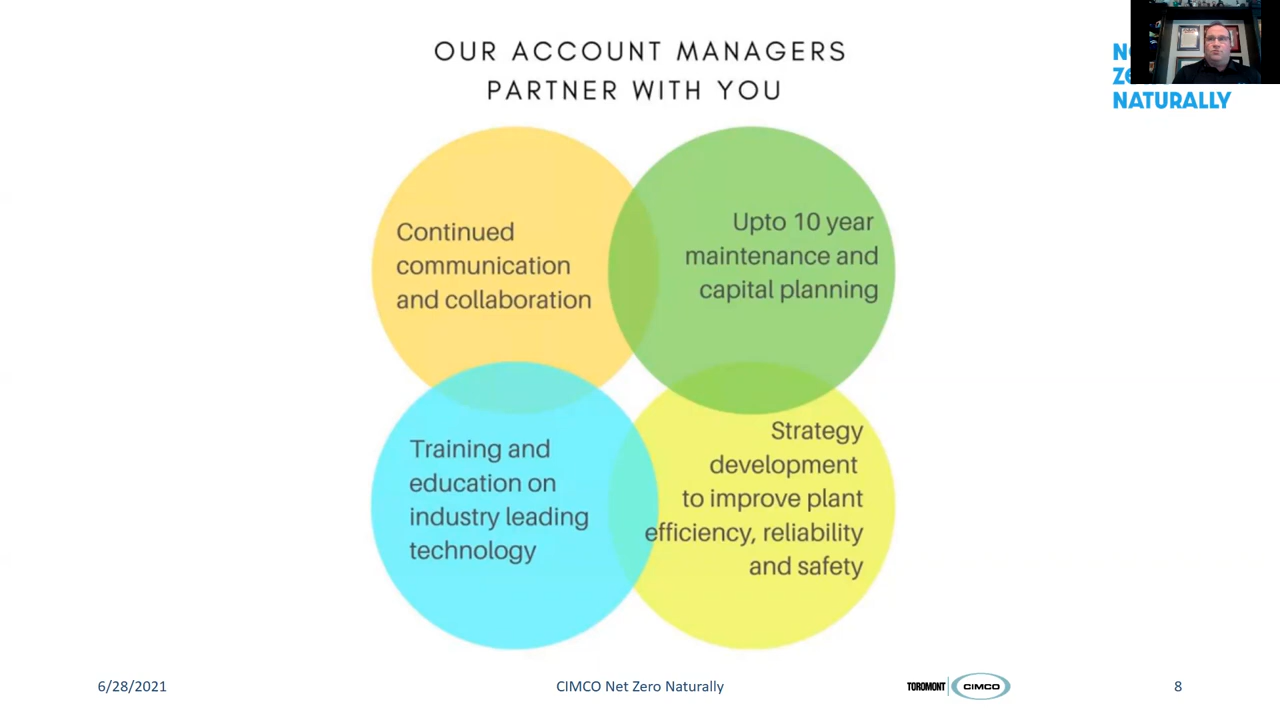 OUR ACCOUNT MANAGERS
PARTNER WITH YOU
NATURALLY
Continued
communication
and collaboration
Upto 10 year
maintenance and
capital planning
Training and
education on
industry leading
technology
Strategy
development
to improve plant
efficiency, reliability
and safety
6/28/2021
CIMCO Net Zero Naturally
TOROMONT
CIMCO
8